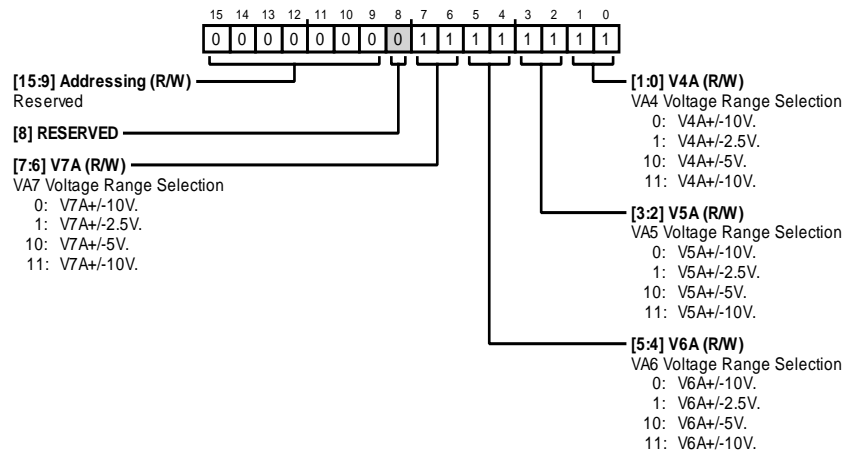 15 14 13 12 11 10 9 8 7 6 5 4 3 2 1 0
0 0 0 0 0 0 0 0 1 1 1 1 1 1 1 1
[15:9] Addressing (R/W)
Reserved
[8] RESERVED
[7:6] V7A (R/W)
VA7 Voltage Range Selection
0: V7A+/-10V.
1: V7A+/-2.5V.
10: V7A+/-5V.
11: V7A+/-10V.
[1:0] V4A (R/W)
VA4 Voltage Range Selection
0: V4A+/-10V.
1: V4A+/-2.5V.
10: V4A+/-5V.
11: V4A+/-10V.
[3:2] V5A (R/W)
VA5 Voltage Range Selection
0: V5A+/-10V.
1: V5A+/-2.5V.
10: V5A+/-5V.
11: V5A+/-10V.
[5:4] V6A (R/W)
VA6 Voltage Range Selection
0: V6A+/-10V.
1: V6A+/-2.5V.
10: V6A+/-5V.
11: V6A+/-10V.